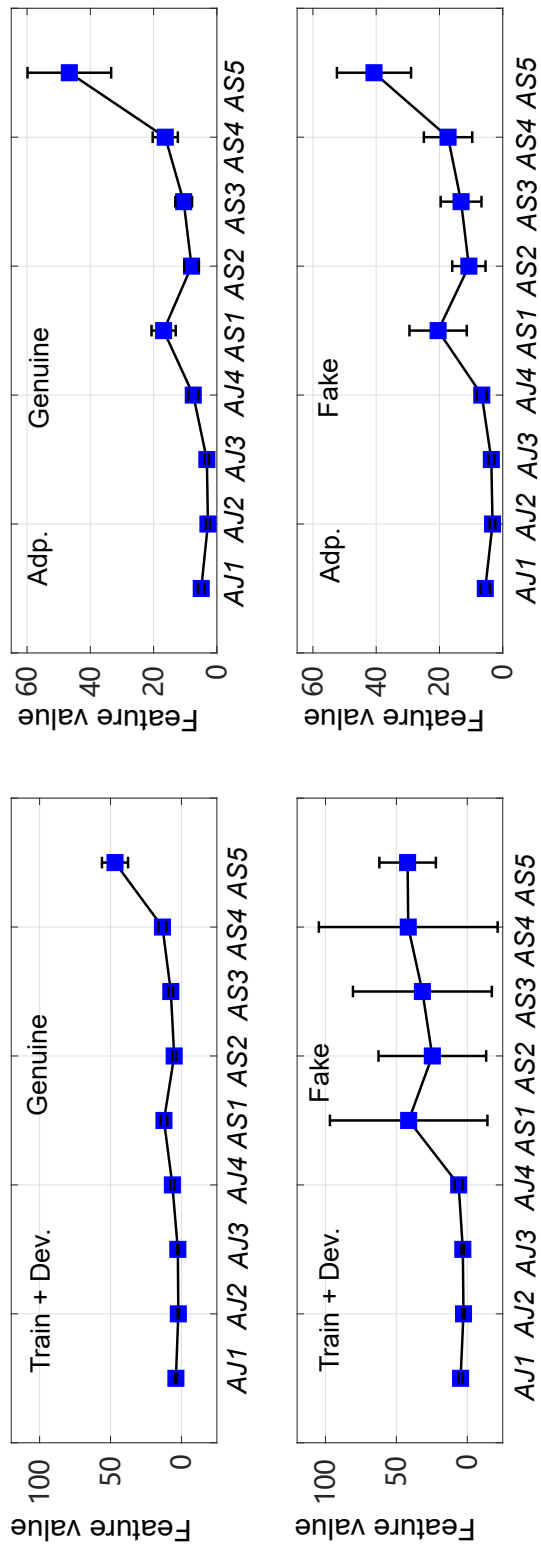 Feature value
100
50
0
Train + Dev.
Genuine
AJ1 AJ2 AJ3 AJ4 AS1 AS2 AS3 AS4 AS5
Feature value
60
40
20
0
Adp.
Genuine
AJ1 AJ2 AJ3 AJ4 AS1 AS2 AS3 AS4 AS5
Feature value
100
50
0
Train + Dev.
Fake
AJ1 AJ2 AJ3 AJ4 AS1 AS2 AS3 AS4 AS5
Feature value
60
40
20
0
Adp.
Fake
AJ1 AJ2 AJ3 AJ4 AS1 AS2 AS3 AS4 AS5